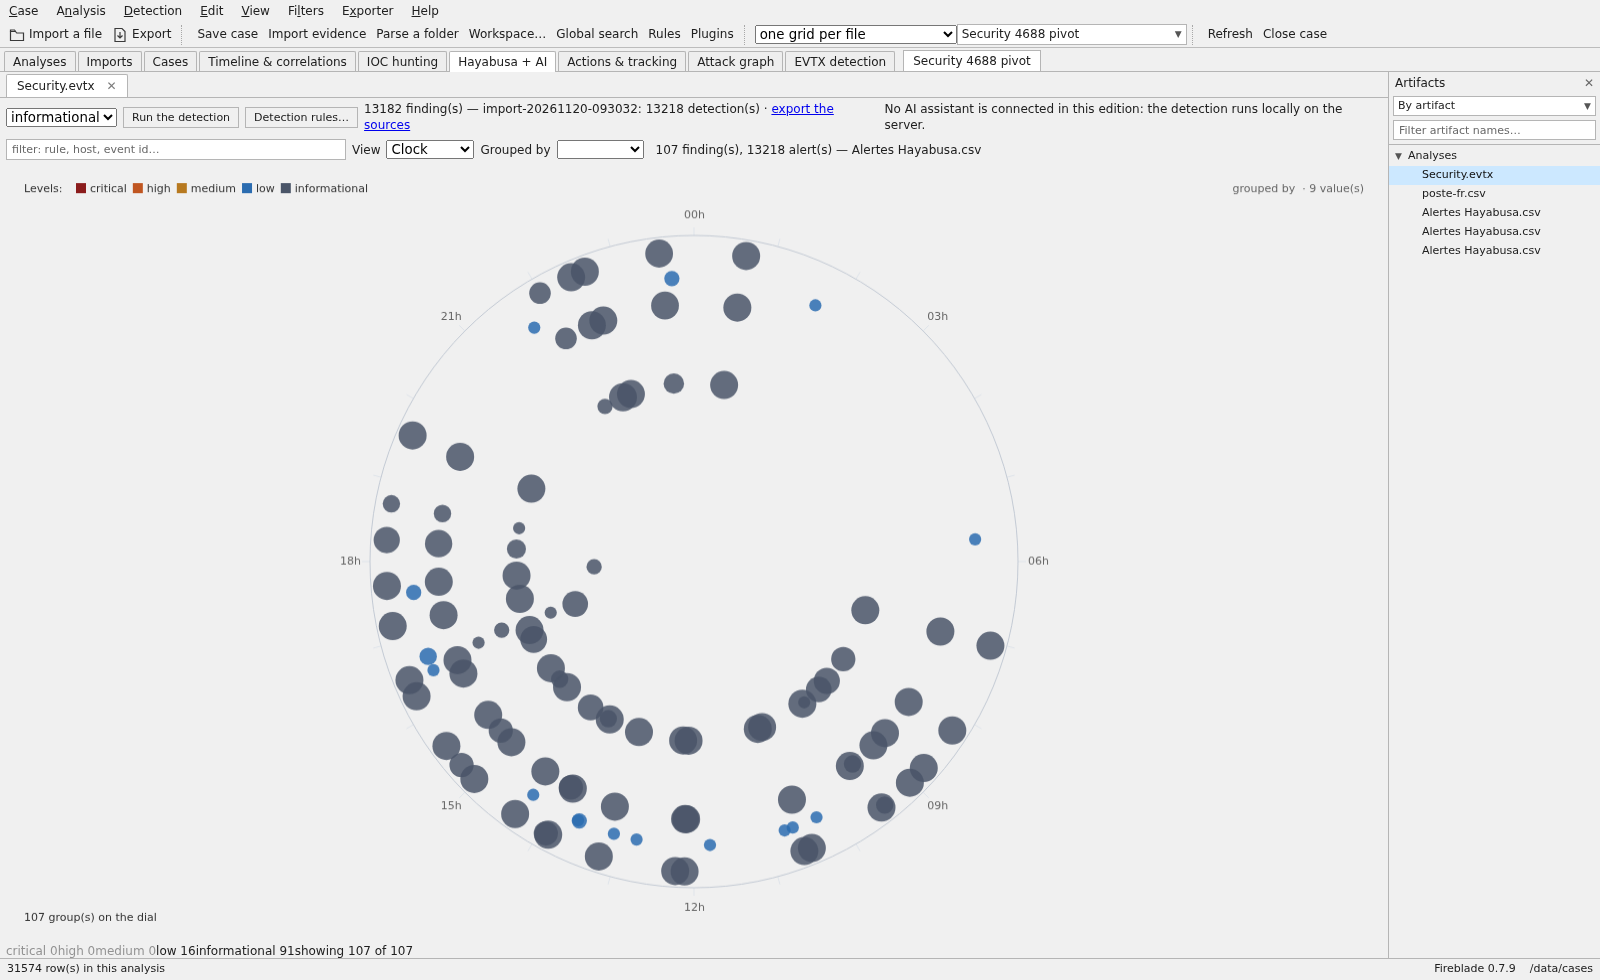 Case Analysis Detection Edit View Filters Exporter Help
Import a file Export Save case Import evidence Parse a folder Workspace... Global search Rules Plugins one grid per file Security 4688 pivot Refresh Close case
Analyses Imports Cases Timeline & correlations IOC hunting Hayabusa + AI Actions & tracking Attack graph EVTX detection Security 4688 pivot
Security.evtx ✕
informational Run the detection Detection rules... 13182 finding(s) — import-20261120-093032: 13218 detection(s) · export the sources
No AI assistant is connected in this edition: the detection runs locally on the server.
filter: rule, host, event id... View Clock Grouped by 107 finding(s), 13218 alert(s) — Alertes Hayabusa.csv
Levels: critical high medium low informational
grouped by · 9 value(s)
00h
21h 03h
18h 06h
15h 09h
12h
107 group(s) on the dial
critical 0high 0medium 0low 16informational 91showing 107 of 107
Artifacts ✕
By artifact
Filter artifact names...
Analyses
Security.evtx
poste-fr.csv
Alertes Hayabusa.csv
Alertes Hayabusa.csv
Alertes Hayabusa.csv
31574 row(s) in this analysis
Fireblade 0.7.9 /data/cases